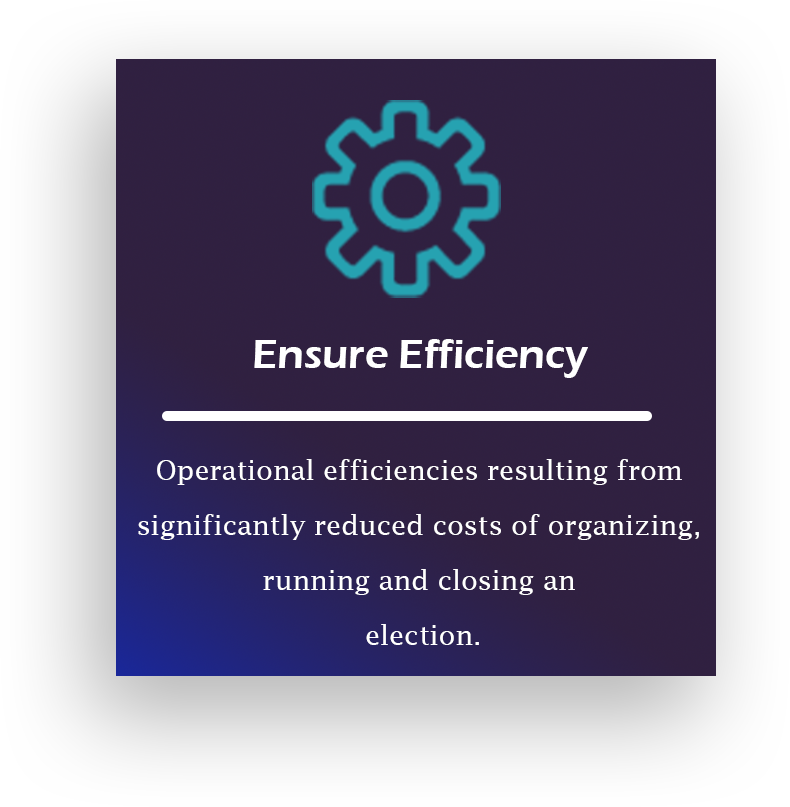 Ensure Efficiency
Operational efficiencies resulting from
significantly reduced costs of organizing,
running and closing an
election.